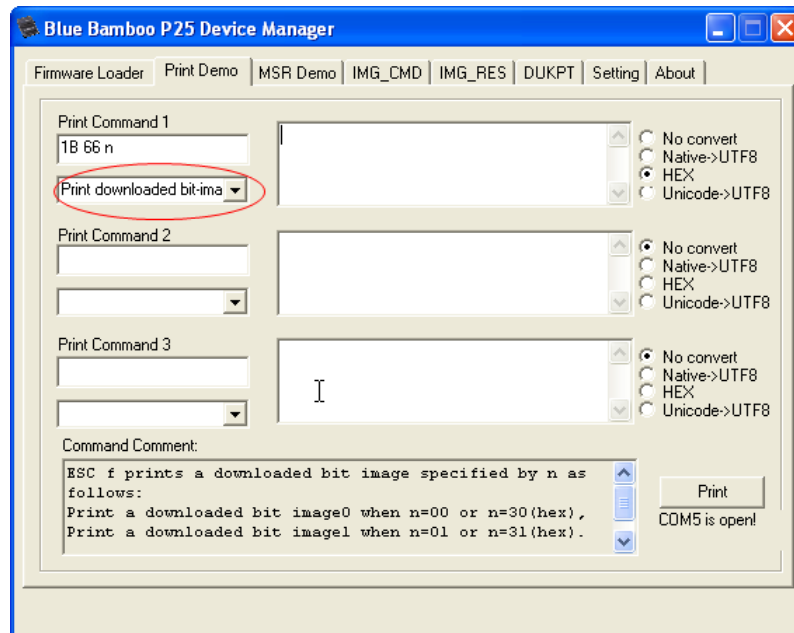 Blue Bamboo P25 Device Manager
Firmware Loader Print Demo MSR Demo IMG_CMD IMG_RES DUKPT Setting About
Print Command 1
1B 66 n
Print downloaded bit-ima
No convert
Native->UTF8
HEX
Unicode->UTF8
Print Command 2
No convert
Native->UTF8
HEX
Unicode->UTF8
Print Command 3
No convert
Native->UTF8
HEX
Unicode->UTF8
Command Comment:
ESC f prints a downloaded bit image specified by n as
follows:
Print a downloaded bit image0 when n=00 or n=30(hex),
Print a downloaded bit image1 when n=01 or n=31(hex).
Print
COM5 is open!